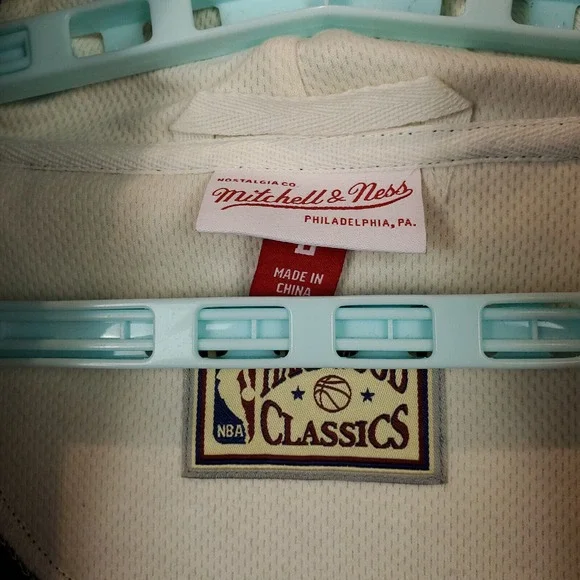 NOSTALGIA CO.
Mitchell & Ness
PHILADELPHIA, PA.
MADE IN
CHINA
NBA
CLASSICS